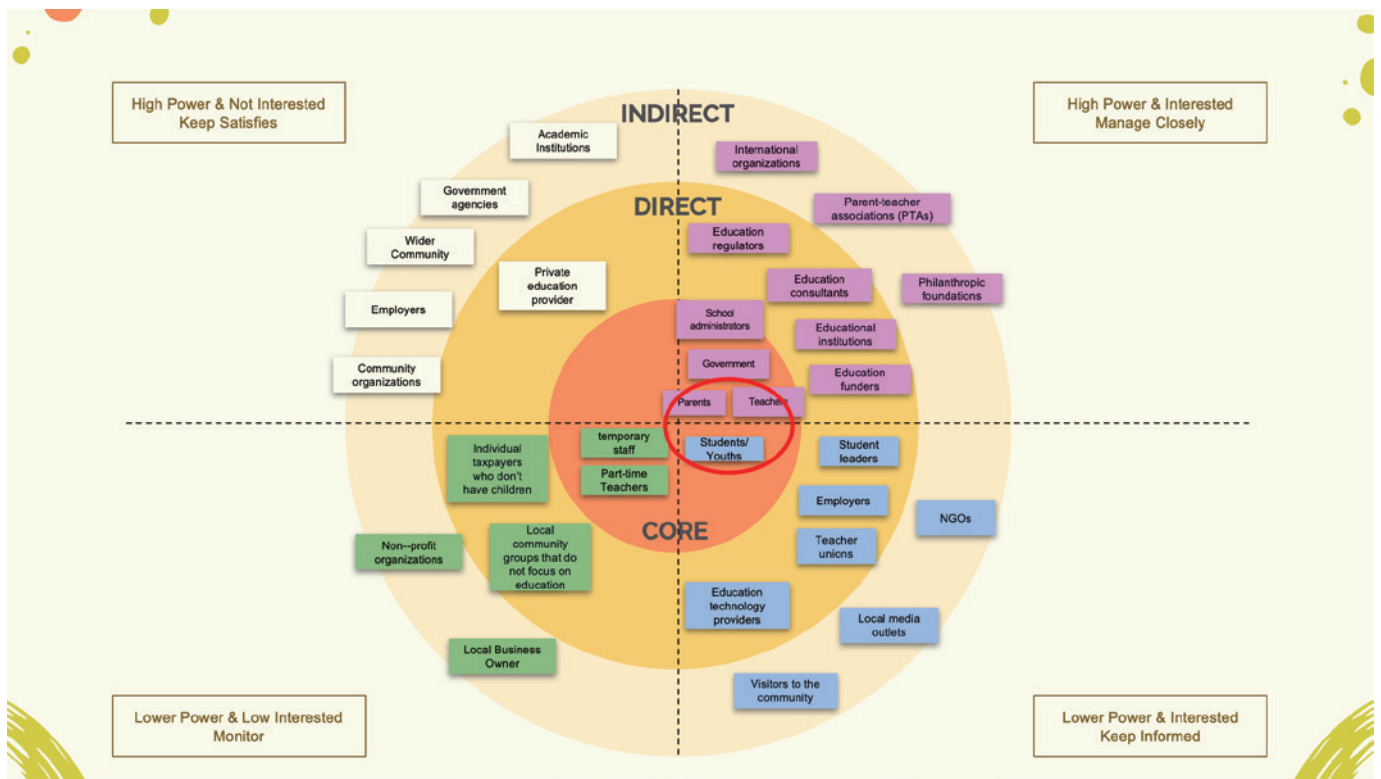 High Power & Not Interested
Keep Satisfies
High Power & Interested
Manage Closely
INDIRECT
Academic
Institutions
International
organizations
Government
agencies
DIRECT
Parent-teacher
associations (PTAs)
Wider
Community
Education
regulators
Private
education
provider
Education
consultants
Philanthropic
foundations
Employers
School
administrators
Educational
institutions
Government
Community
organizations
Education
funders
Parents
Teachers
temporary
staff
Students/
Youths
Student
leaders
Individual
taxpayers
who don't
have children
Part-time
Teachers
Employers
NGOs
CORE
Non--profit
organizations
Local
community
groups that do
not focus on
education
Teacher
unions
Education
technology
providers
Local media
outlets
Local Business
Owner
Visitors to the
community
Lower Power & Low Interested
Monitor
Lower Power & Interested
Keep Informed